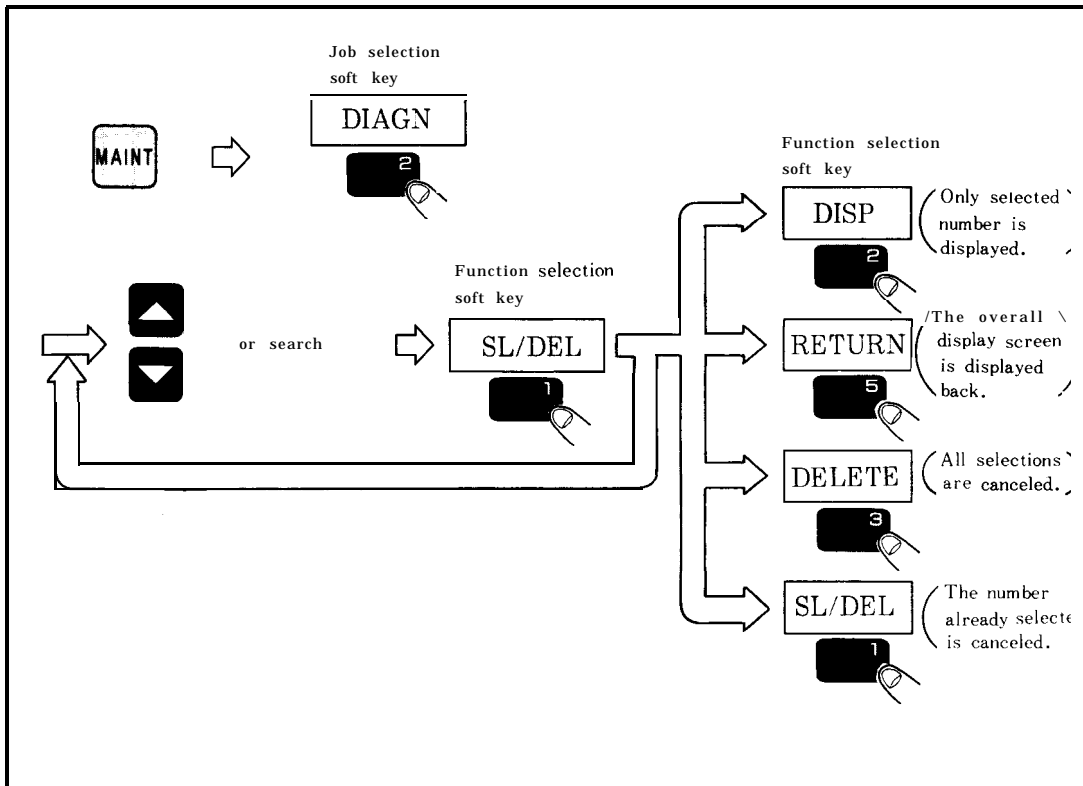 Job selection
soft key
DIAGN
MAINT
2
Function selection
soft key
SL/DEL
1
or search
Function selection
soft key
DISP
2
(Only selected)
number is
displayed.
RETURN
5
/The overall \
display screen
is displayed
back.
DELETE
3
(All selections)
are canceled.
SL/DEL
1
(The number
already selecte
is canceled.